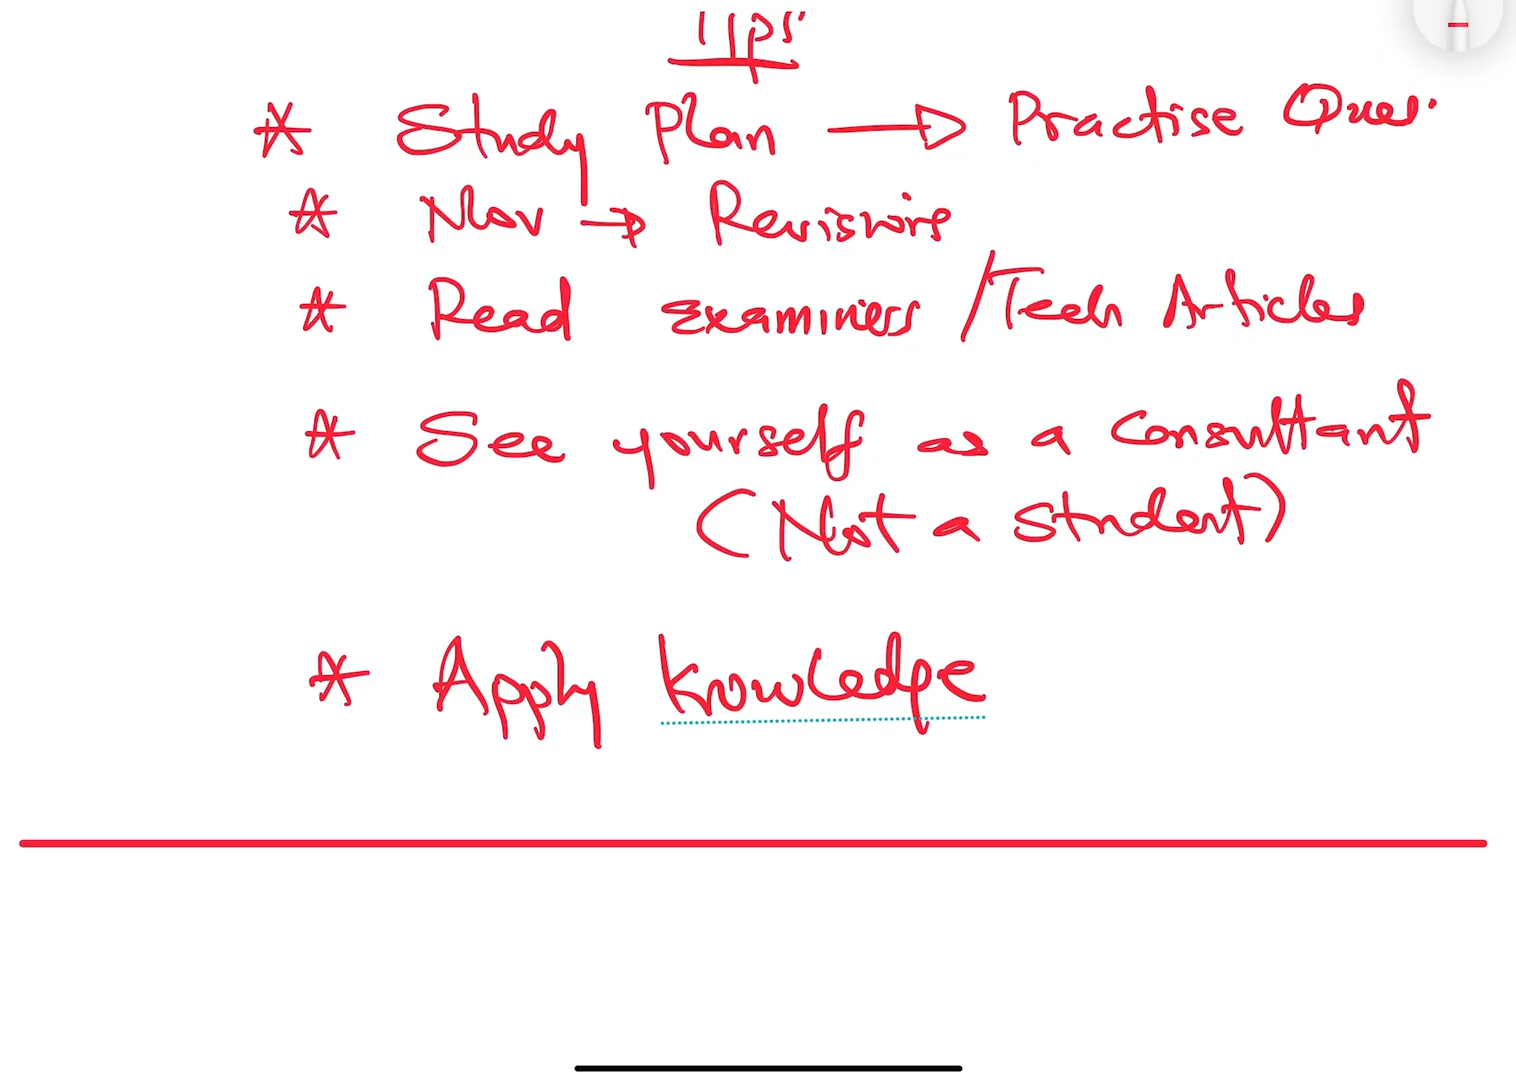 Tips
* Study Plan → Practise Ques.
* Nov → Revision
* Read Examiners / Tech Articles
* See yourself as a Consultant
(Not a student)
* Apply knowledge